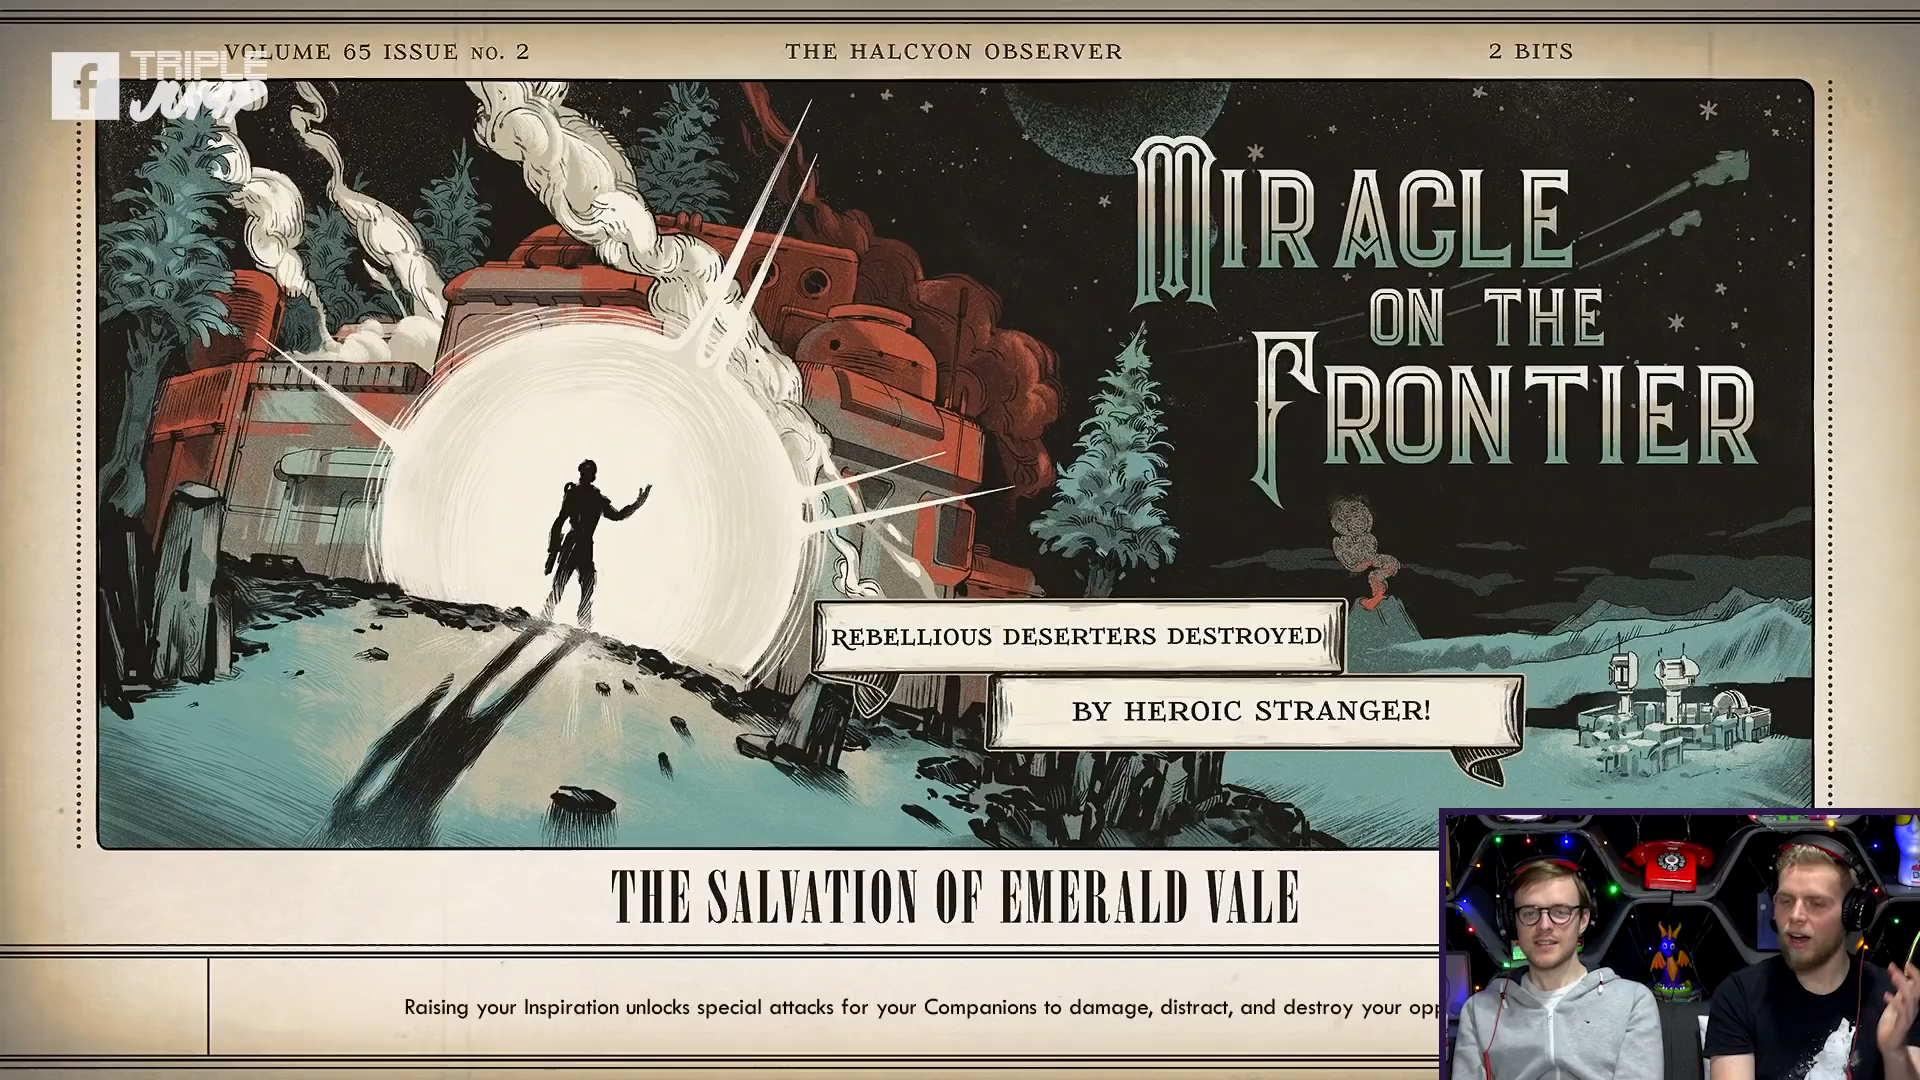 VOLUME 65 ISSUE NO. 2
THE HALCYON OBSERVER
2 BITS
f TRIPLE
JUMP
MIRACLE
ON THE
FRONTIER
REBELLIOUS DESERTERS DESTROYED
BY HEROIC STRANGER!
THE SALVATION OF EMERALD VALE
Raising your Inspiration unlocks special attacks for your Companions to damage, distract, and destroy your